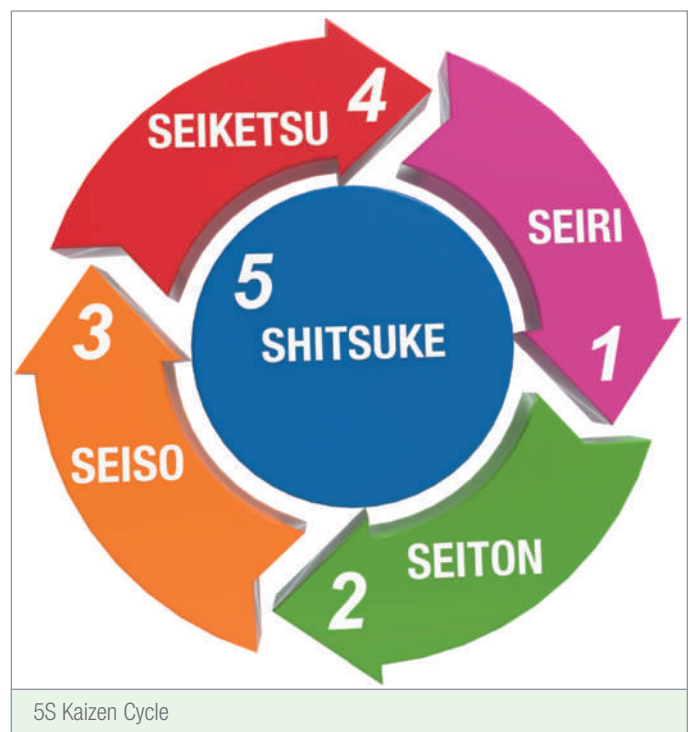 SEIKETSU 4
SEIRI
1
5
SHITSUKE
3
SEISO
SEITON
2
5S Kaizen Cycle